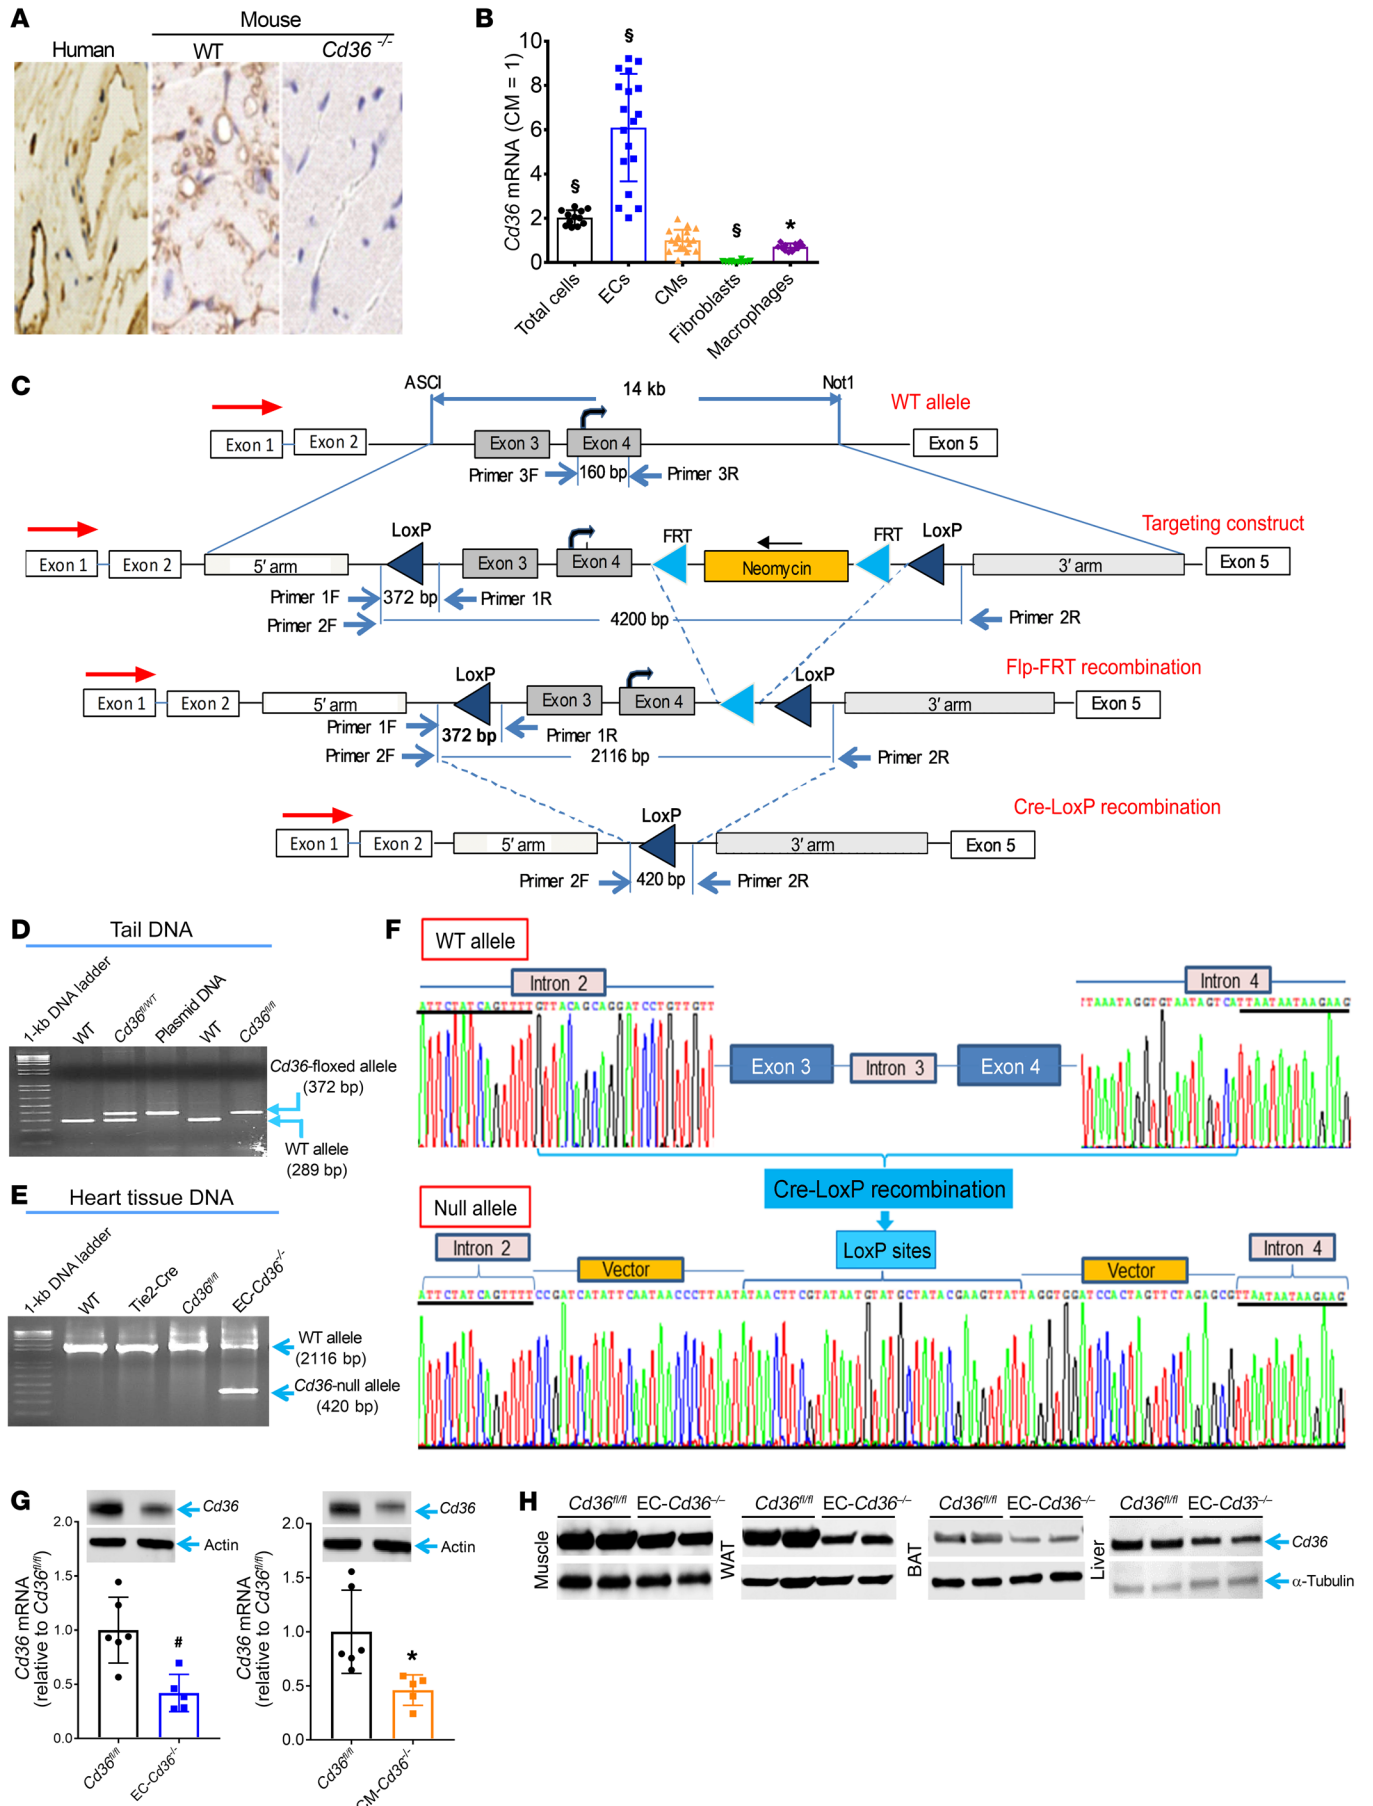 A
Mouse
Human
WT
Cd36 -/-
B
Cd36 mRNA (CM = 1)
10
8
6
4
2
0
§
§
§
*
Total cells
ECs
CMs
Fibroblasts
Macrophages
C
ASCI
14 kb
Not1
WT allele
Exon 1
Exon 2
Exon 3
Exon 4
Exon 5
Primer 3F
160 bp
Primer 3R
Targeting construct
LoxP
FRT
FRT
LoxP
Exon 1
Exon 2
5′ arm
Exon 3
Exon 4
Neomycin
3′ arm
Exon 5
Primer 1F
372 bp
Primer 1R
Primer 2F
4200 bp
Primer 2R
Flp-FRT recombination
LoxP
LoxP
Exon 1
Exon 2
5′ arm
Exon 3
Exon 4
3′ arm
Exon 5
Primer 1F
372 bp
Primer 1R
Primer 2F
2116 bp
Primer 2R
Cre-LoxP recombination
LoxP
Exon 1
Exon 2
5′ arm
3′ arm
Exon 5
Primer 2F
420 bp
Primer 2R
D
Tail DNA
1-kb DNA ladder
WT
Cd36fl/WT
Plasmid DNA
WT
Cd36fl/fl
Cd36-floxed allele
(372 bp)
WT allele
(289 bp)
E
Heart tissue DNA
1-kb DNA ladder
WT
Tie2-Cre
Cd36fl/fl
EC-Cd36-/-
WT allele
(2116 bp)
Cd36-null allele
(420 bp)
F
WT allele
Intron 2
Intron 4
ATTCTATCAGTTTTGTTACAGCAGGATCCTGTTGTT
TTAAATAGGTGTAATAGTCATTAATAATAAGAAG
Exon 3
Intron 3
Exon 4
Cre-LoxP recombination
Null allele
LoxP sites
Intron 2
Vector
Vector
Intron 4
ATTCTATCAGTTTTCCGATCATATTCAATAACCCTTAATATAACTTCGTATAATGTATGCTATACGAAGTTATTAGGTGGATCCACTAGTTCTAGAGCGTTAATAATAAGAAG
G
Cd36
Actin
Cd36 mRNA
(relative to Cd36fl/fl)
2.0
1.5
1.0
0.5
0.0
#
Cd36fl/fl
EC-Cd36-/-
Cd36
Actin
Cd36 mRNA
(relative to Cd36fl/fl)
2.0
1.5
1.0
0.5
0.0
*
Cd36fl/fl
CM-Cd36-/-
H
Cd36fl/fl
EC-Cd36-/-
Cd36fl/fl
EC-Cd36-/-
Cd36fl/fl
EC-Cd36-/-
Cd36fl/fl
EC-Cd36-/-
Muscle
WAT
BAT
Liver
Cd36
α-Tubulin